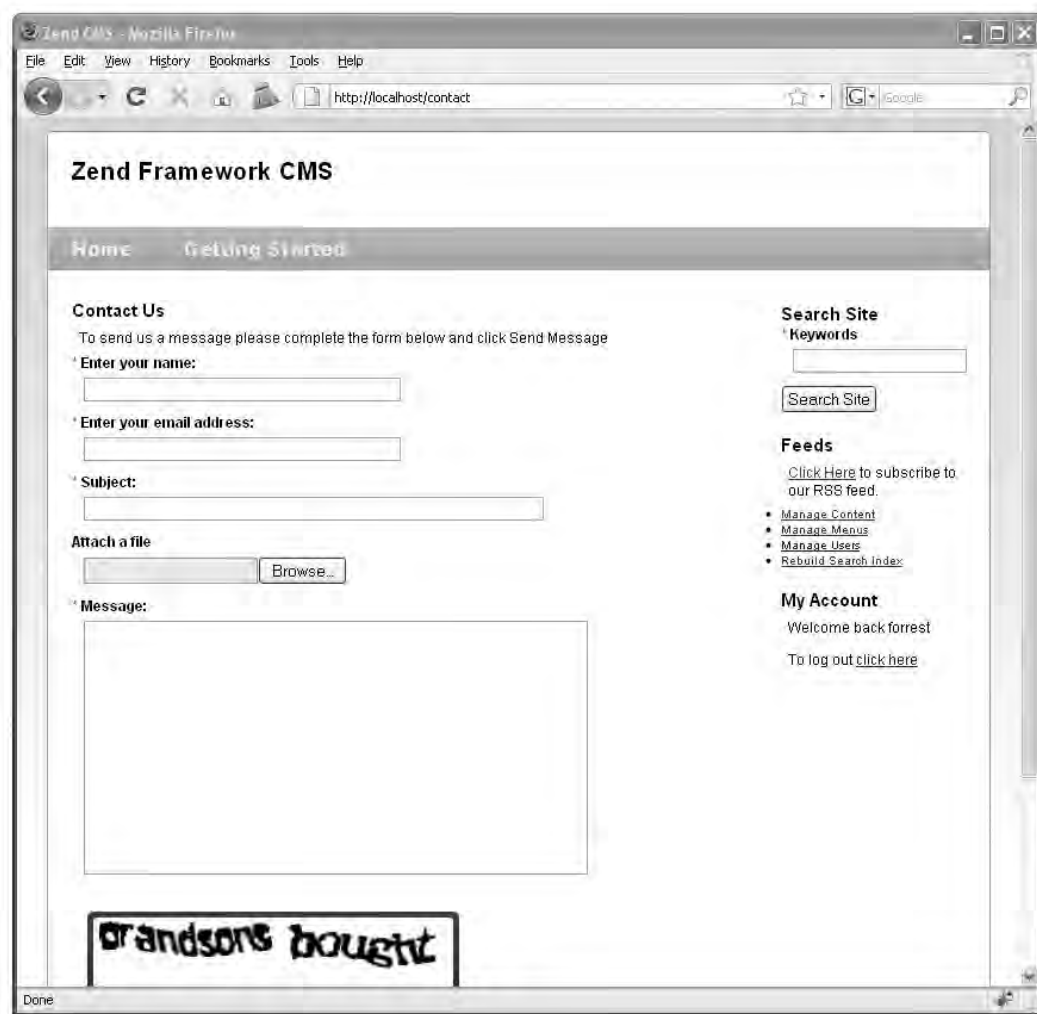 Zend CMS - Mozilla Firefox
File Edit View History Bookmarks Tools Help
http://localhost/contact
G Google
Zend Framework CMS
Home Getting Started
Contact Us
To send us a message please complete the form below and click Send Message
* Enter your name:
* Enter your email address:
* Subject:
Attach a file
Browse...
* Message:
Search Site
* Keywords
Search Site
Feeds
Click Here to subscribe to
our RSS feed.
Manage Content
Manage Menus
Manage Users
Rebuild Search Index
My Account
Welcome back forrest
To log out click here
grandsons bought
Done